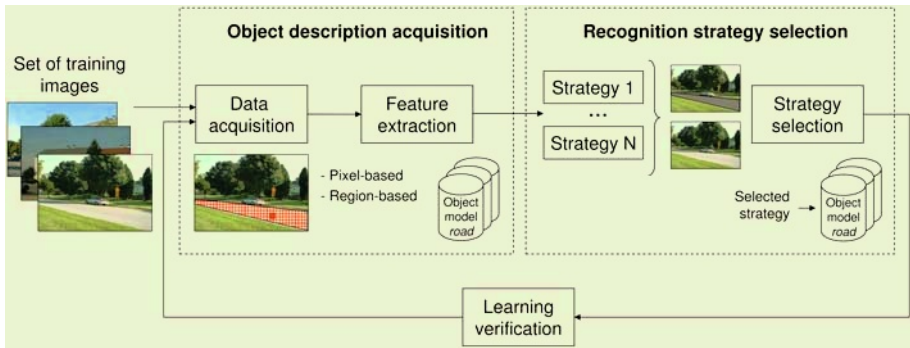 Object description acquisition
Recognition strategy selection
Set of training
images
Data
acquisition
Feature
extraction
Strategy 1
...
Strategy N
Strategy
selection
- Pixel-based
- Region-based
Object
model
road
Selected
strategy
Object
model
road
Learning
verification